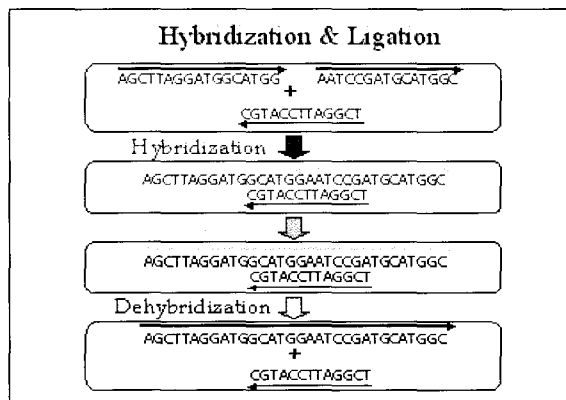 Hybridization & Ligation
AGCTTAGGATGGCATGG + AATCCGATGCATGGC
CGTACCTTAGGCT
Hybridization
AGCTTAGGATGGCATGGAATCCGATGCATGGC
CGTACCTTAGGCT
AGCTTAGGATGGCATGGAATCCGATGCATGGC
CGTACCTTAGGCT
Dehybridization
AGCTTAGGATGGCATGGAATCCGATGCATGGC
+
CGTACCTTAGGCT